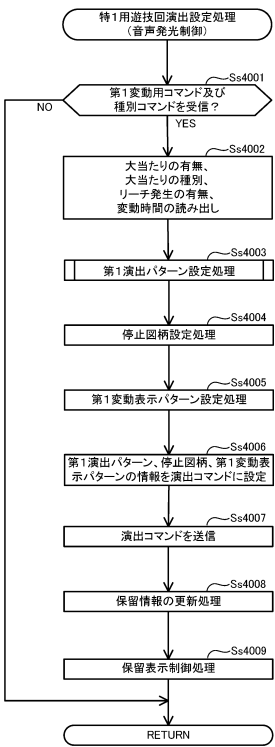 特1用遊技回演出設定処理
(音声発光制御)
Ss4001
第1変動用コマンド及び
種別コマンドを受信?
NO
YES
Ss4002
大当たりの有無、
大当たりの種別、
リーチ発生の有無、
変動時間の読み出し
Ss4003
第1演出パターン設定処理
Ss4004
停止図柄設定処理
Ss4005
第1変動表示パターン設定処理
Ss4006
第1演出パターン、停止図柄、第1変動表
示パターンの情報を演出コマンドに設定
Ss4007
演出コマンドを送信
Ss4008
保留情報の更新処理
Ss4009
保留表示制御処理
RETURN